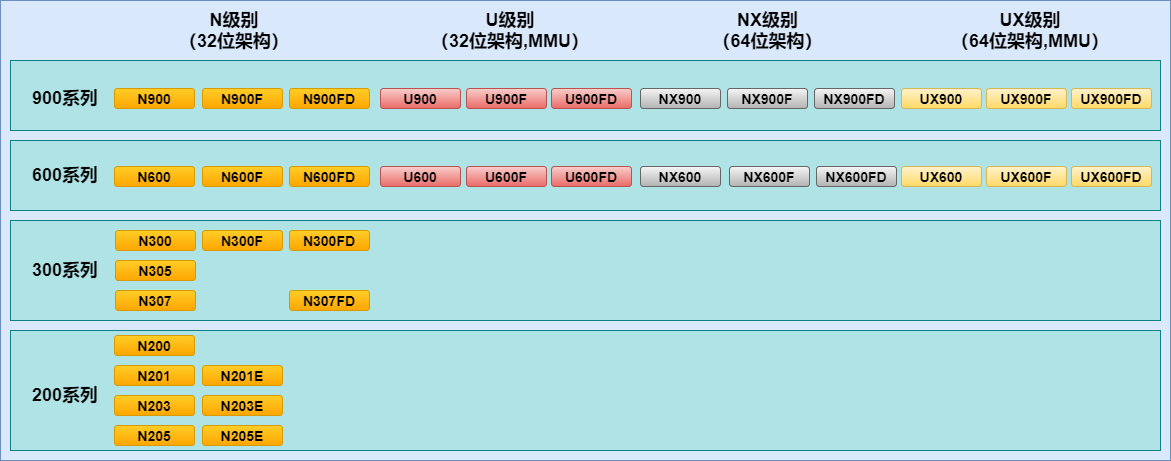 N级别 U级别 NX级别 UX级别
（32位架构） （32位架构,MMU） （64位架构） （64位架构,MMU）
900系列 N900 N900F N900FD U900 U900F U900FD NX900 NX900F NX900FD UX900 UX900F UX900FD
600系列 N600 N600F N600FD U600 U600F U600FD NX600 NX600F NX600FD UX600 UX600F UX600FD
300系列
N300 N300F N300FD
N305
N307 N307FD
200系列
N200
N201 N201E
N203 N203E
N205 N205E